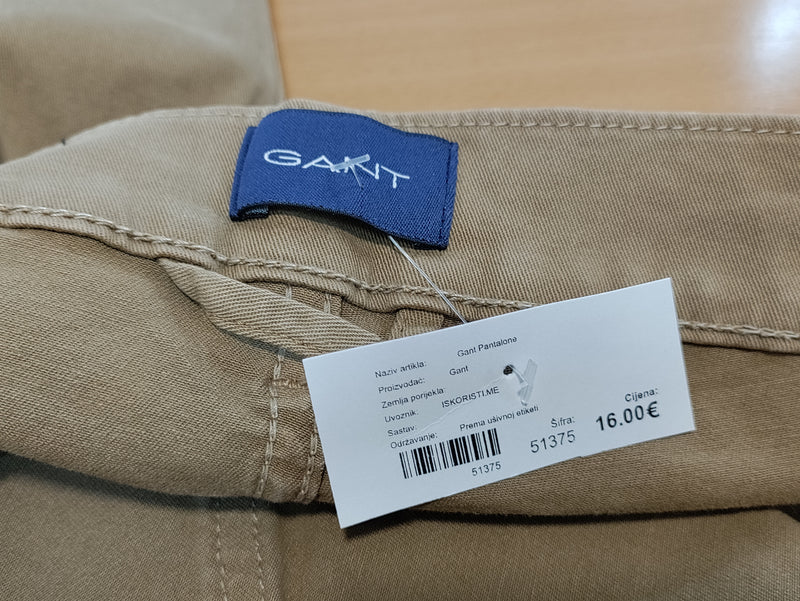 GANT
Naziv artikla: Gant Pantalone
Proizvođač: Gant
Zemlja porijekla
Uvoznik: ISKORISTI.ME
Sastav:
Održavanje: Prema ušivnoj etiketi
51375
Šifra:
51375
Cijena:
16.00€